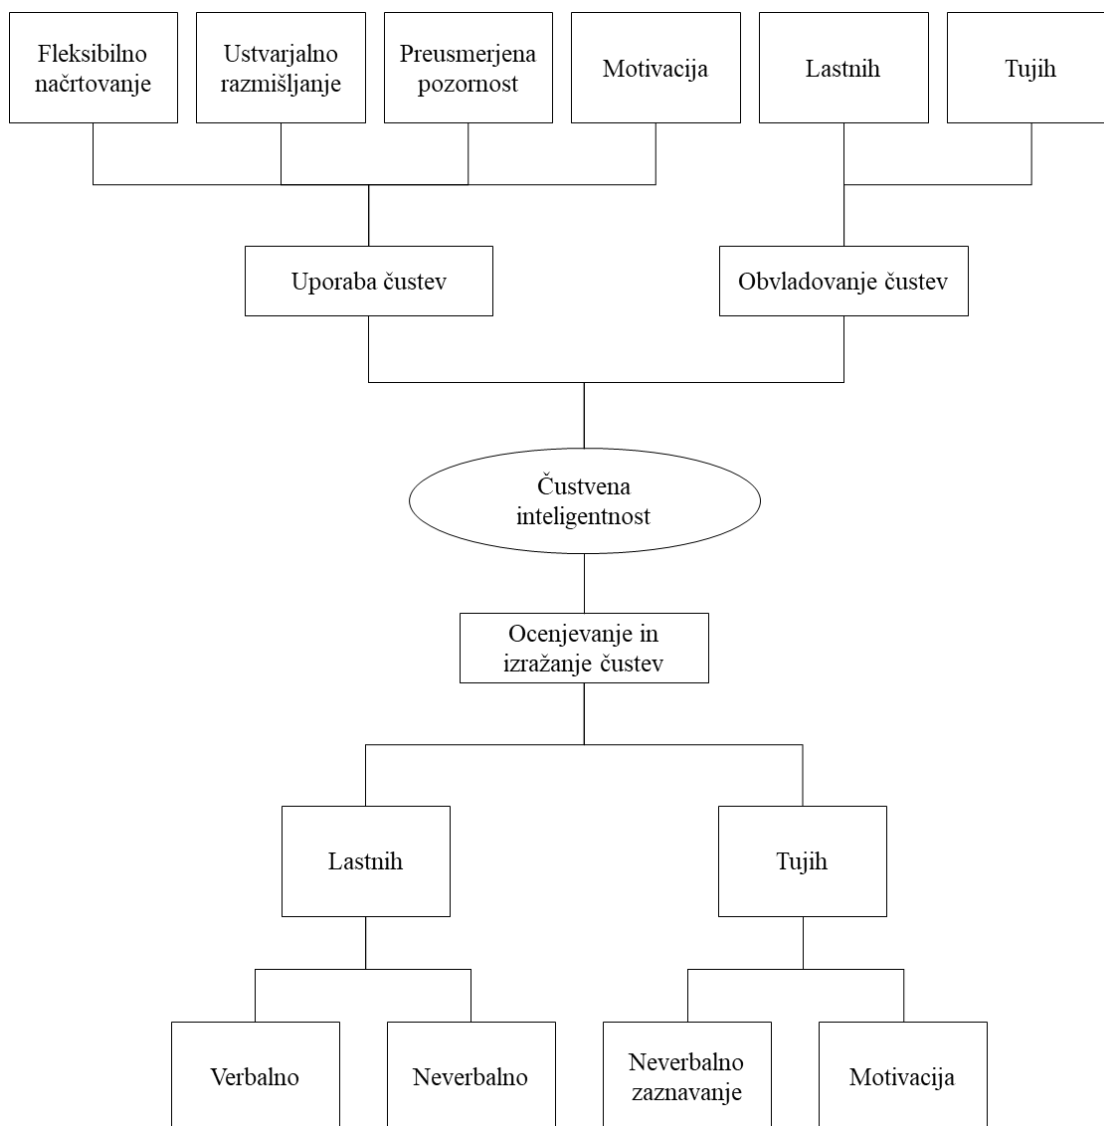 Fleksibilno
načrtovanje
Ustvarjalno
razmišljanje
Preusmerjena
pozornost
Motivacija
Lastnih
Tujih
Uporaba čustev
Obvladovanje čustev
Čustvena
inteligentnost
Ocenjevanje in
izražanje čustev
Lastnih
Tujih
Verbalno
Neverbalno
Neverbalno
zaznavanje
Motivacija